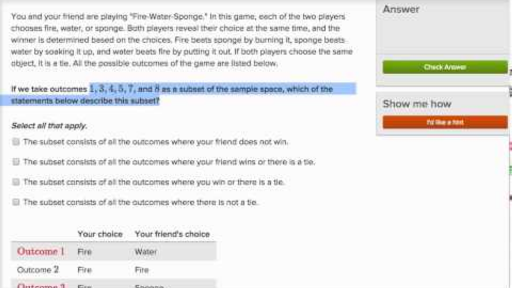 You and your friend are playing "Fire-Water-Sponge." In this game, each of the two players
chooses fire, water, or sponge. Both players reveal their choice at the same time, and the
winner is determined based on the choices. Fire beats sponge by burning it, sponge beats
water by soaking it up, and water beats fire by putting it out. If both players choose the same
object, it is a tie. All the possible outcomes of the game are listed below.
If we take outcomes 1, 3, 4, 5, 7, and 8 as a subset of the sample space, which of the
statements below describe this subset?
Select all that apply.
The subset consists of all the outcomes where your friend does not win.
The subset consists of all the outcomes where your friend wins or there is a tie.
The subset consists of all the outcomes where you win or there is a tie.
The subset consists of all the outcomes where there is not a tie.
Your choice Your friend's choice
Outcome 1 Fire Water
Outcome 2 Fire Fire
Outcome 3 Fire Sponge
Answer
Check Answer
Show me how
I'd like a hint